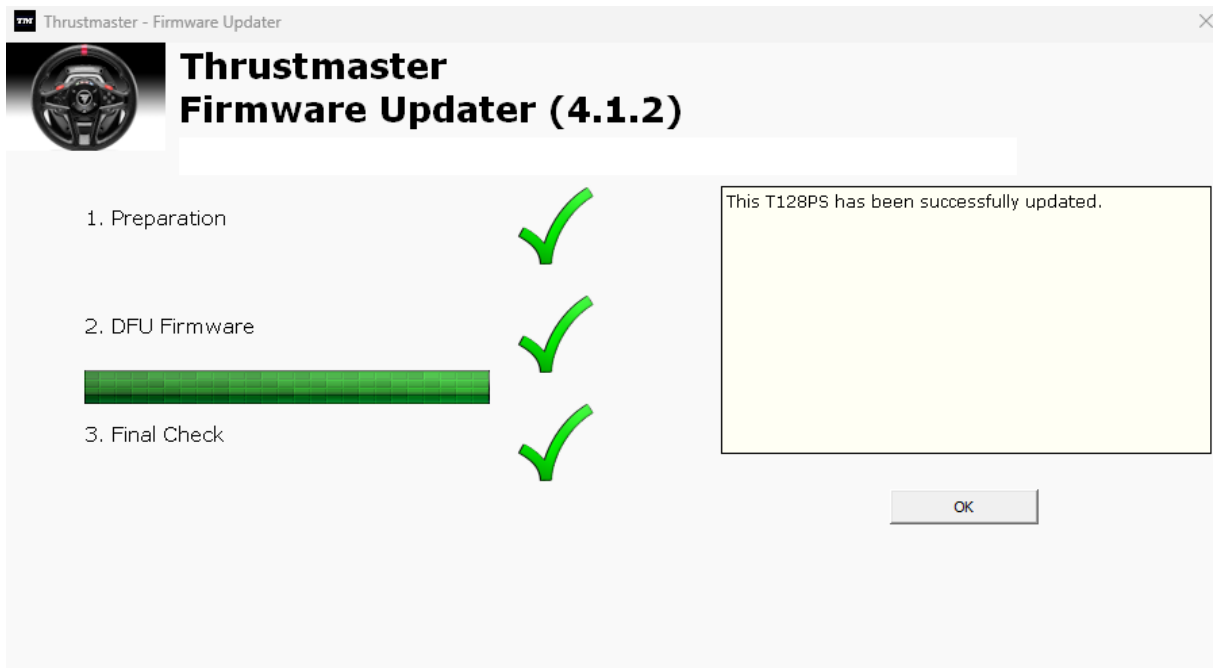 TM Thrustmaster - Firmware Updater
Thrustmaster
Firmware Updater (4.1.2)
1. Preparation
This T128PS has been successfully updated.
2. DFU Firmware
3. Final Check
OK